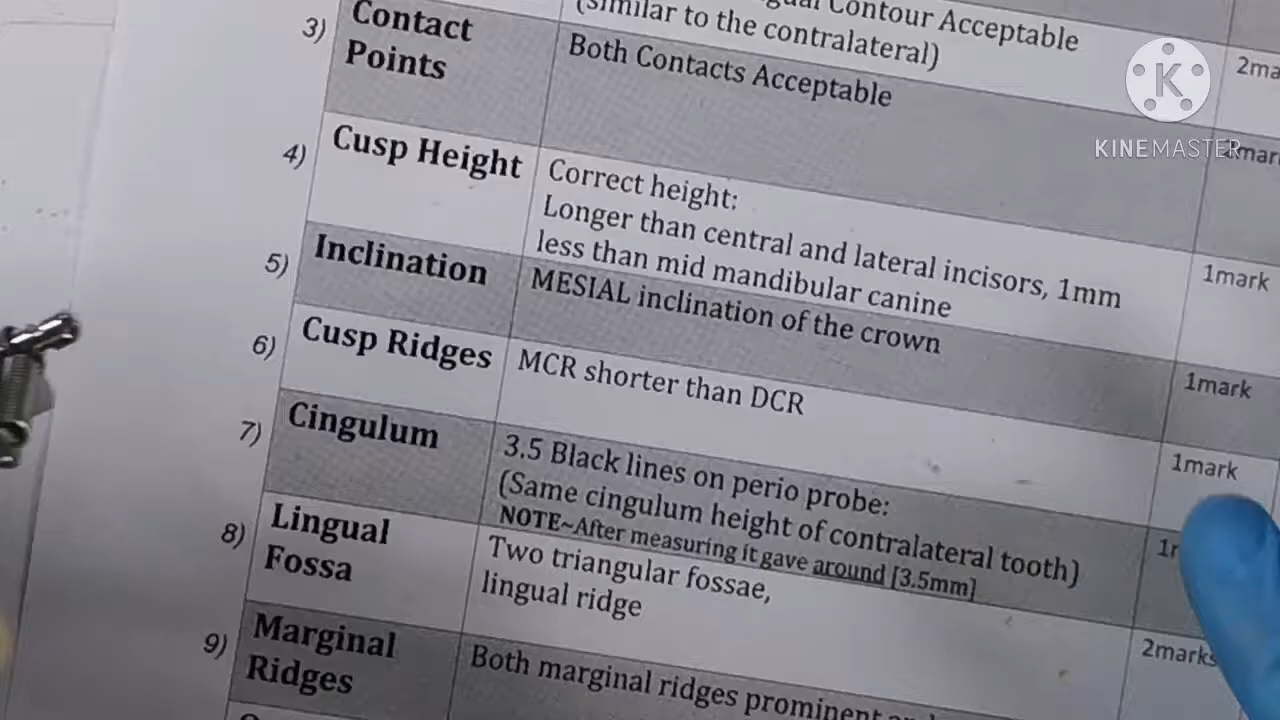 Contour Acceptable
(similar to the contralateral)
2ma
3) Contact
Points
Both Contacts Acceptable
mar
4) Cusp Height
Correct height:
Longer than central and lateral incisors, 1mm
less than mid mandibular canine
1mark
5) Inclination
MESIAL inclination of the crown
1mark
6) Cusp Ridges
MCR shorter than DCR
1mark
7) Cingulum
3.5 Black lines on perio probe:
(Same cingulum height of contralateral tooth)
NOTE~After measuring it gave around [3.5mm]
8) Lingual
Fossa
Two triangular fossae,
lingual ridge
2marks
9) Marginal
Ridges
Both marginal ridges prominent
K
KINEMASTER